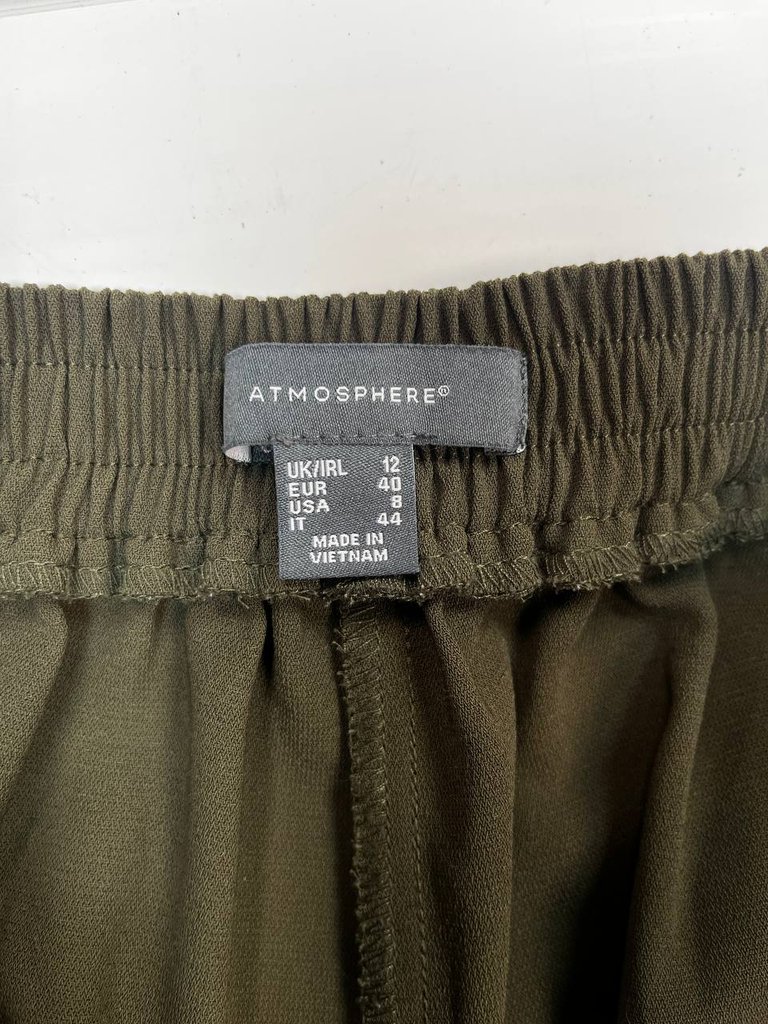 ATMOSPHERE®
UK/IRL 12
EUR 40
USA 8
IT 44
MADE IN
VIETNAM